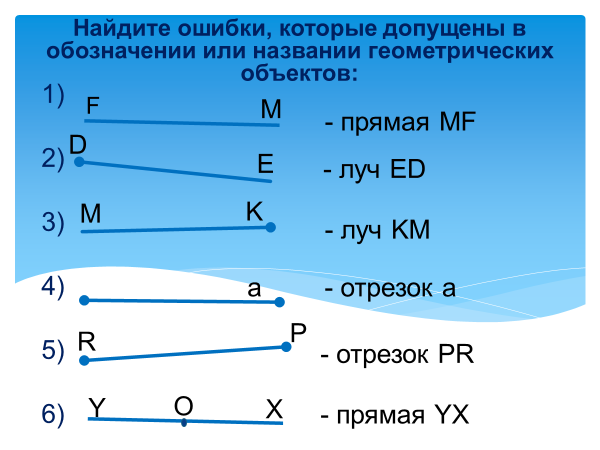 Найдите ошибки, которые допущены в
обозначении или названии геометрических
объектов:
1) F M - прямая MF
2) D E - луч ED
3) M K - луч KM
4) a - отрезок a
5) R P - отрезок PR
6) Y O X - прямая YX